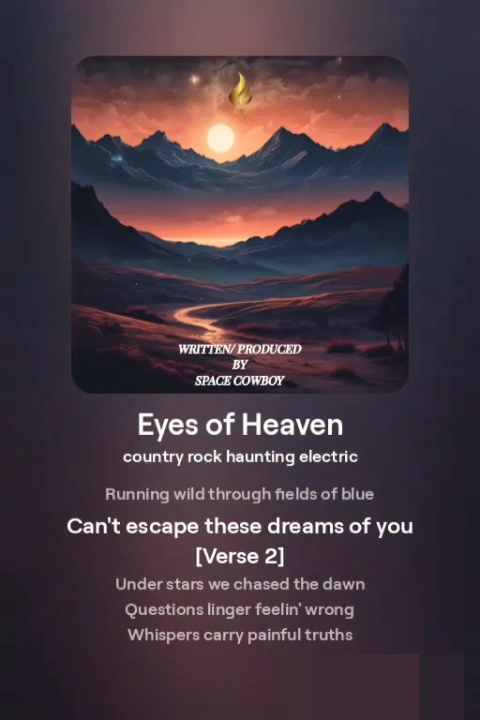 WRITTEN/ PRODUCED
BY
SPACE COWBOY
Eyes of Heaven
country rock haunting electric
Running wild through fields of blue
Can't escape these dreams of you
[Verse 2]
Under stars we chased the dawn
Questions linger feelin' wrong
Whispers carry painful truths